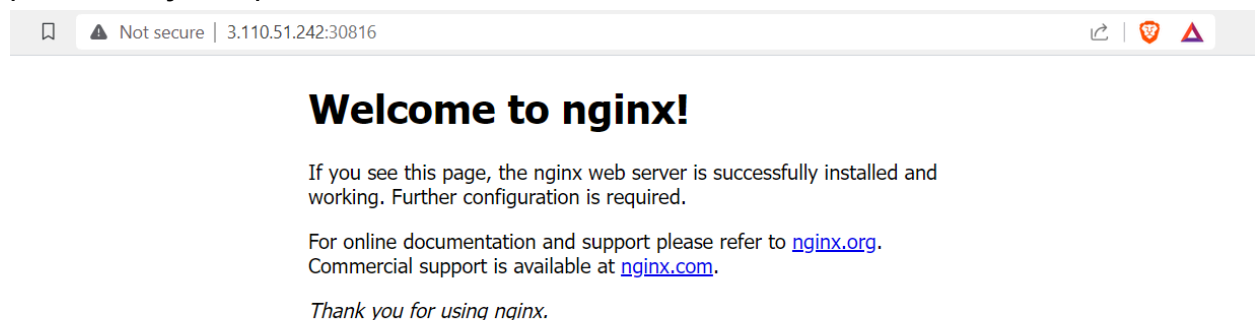 Not secure | 3.110.51.242:30816
Welcome to nginx!
If you see this page, the nginx web server is successfully installed and
working. Further configuration is required.
For online documentation and support please refer to nginx.org.
Commercial support is available at nginx.com.
Thank you for using nginx.